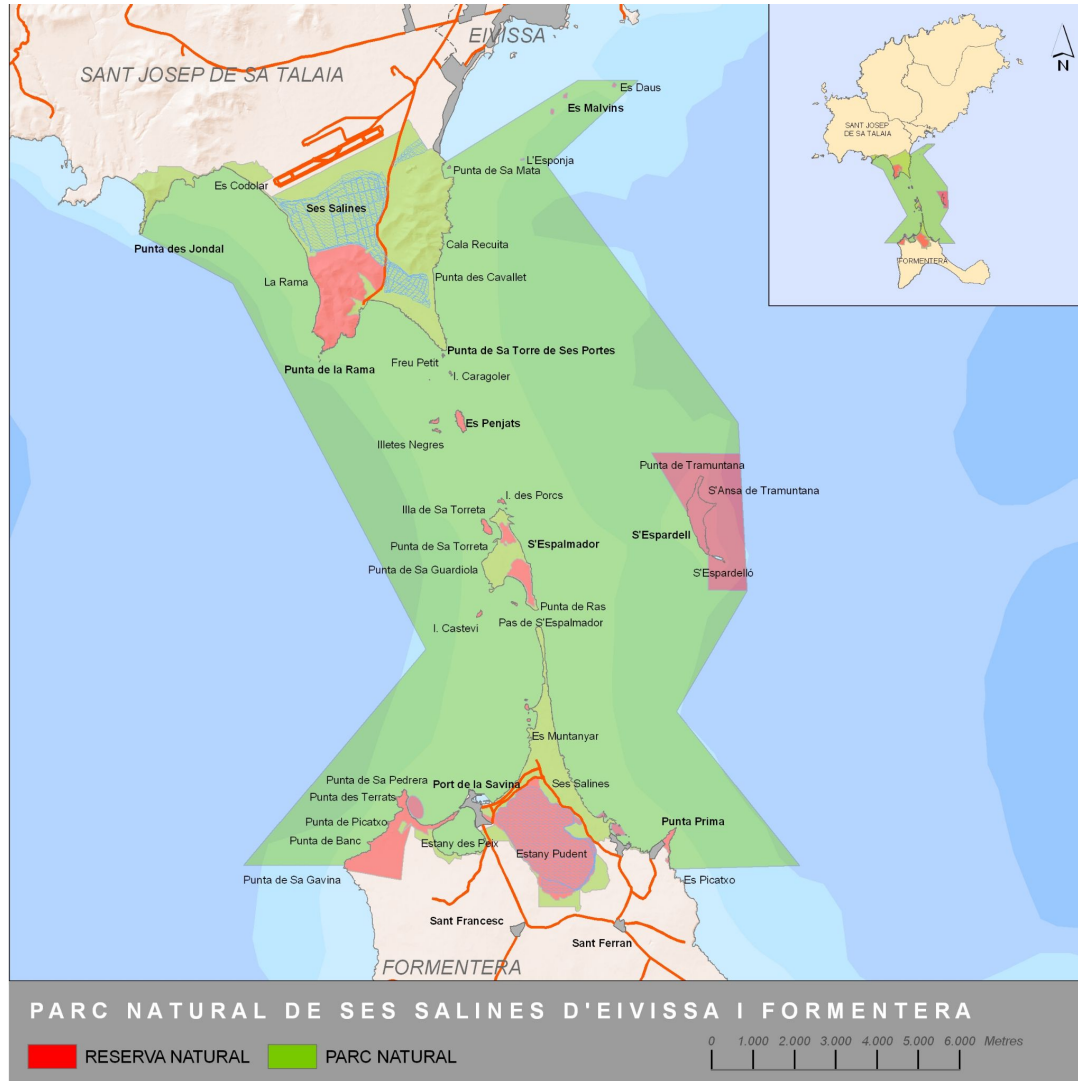 EIVISSA
SANT JOSEP DE SA TALAIA
Es Daus
Es Malvins
L'Esponja
Punta de Sa Mata
Es Codolar
Ses Salines
Punta des Jondal
Cala Recuita
La Rama
Punta des Cavallet
Punta de Sa Torre de Ses Portes
Freu Petit
Punta de la Rama
I. Caragoler
Es Penjats
Illetes Negres
Punta de Tramuntana
S'Ansa de Tramuntana
I. des Porcs
Illa de Sa Torreta
S'Espardell
Punta de Sa Torreta
S'Espalmador
Punta de Sa Guardiola
S'Espardelló
Punta de Ras
Pas de S'Espalmador
I. Casteví
Es Muntanyar
Punta de Sa Pedrera
Port de la Savina
Ses Salines
Punta des Terrats
Punta de Picatxo
Punta Prima
Punta de Banc
Estany des Peix
Estany Pudent
Punta de Sa Gavina
Es Picatxo
Sant Francesc
Sant Ferran
FORMENTERA
N
SANT JOSEP
DE SA TALAIA
FORMENTERA
PARC NATURAL DE SES SALINES D'EIVISSA I FORMENTERA
RESERVA NATURAL
PARC NATURAL
0 1.000 2.000 3.000 4.000 5.000 6.000 Metres